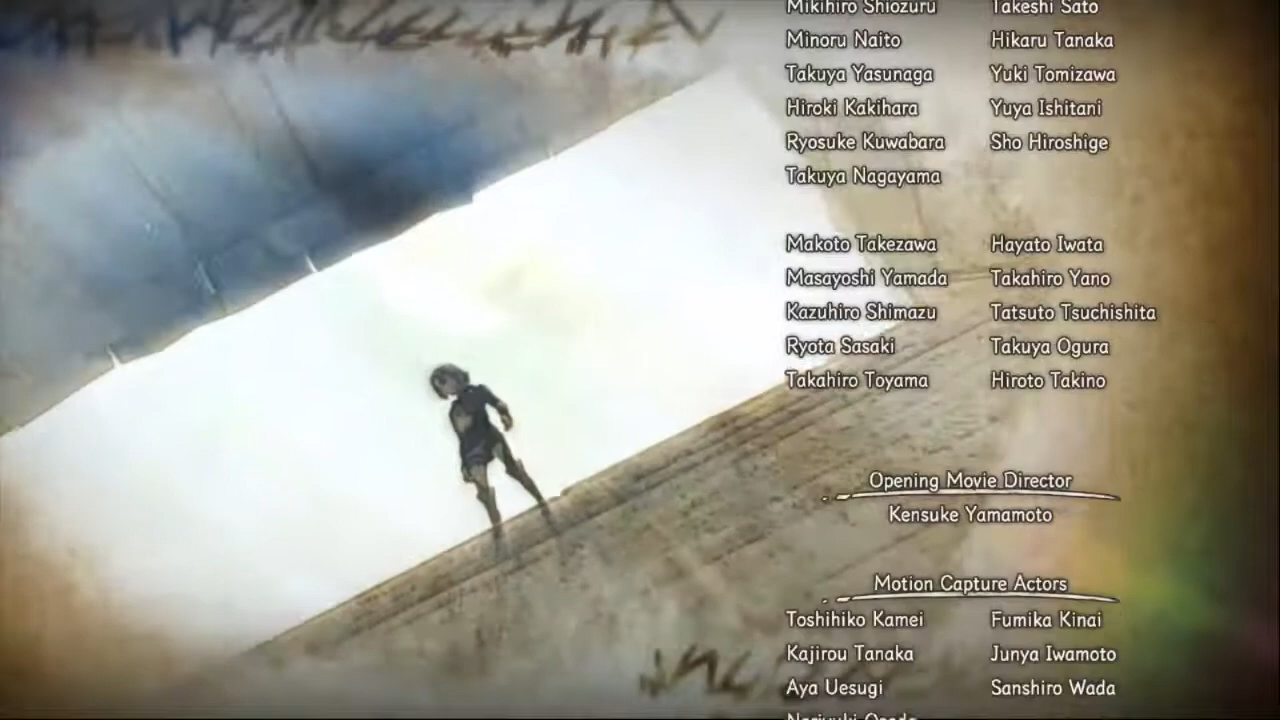 Mikihiro Shiozuru Takeshi Sato
Minoru Naito Hikaru Tanaka
Takuya Yasunaga Yuki Tomizawa
Hiroki Kakihara Yuya Ishitani
Ryosuke Kuwabara Sho Hiroshige
Takuya Nagayama
Makoto Takezawa Hayato Iwata
Masayoshi Yamada Takahiro Yano
Kazuhiro Shimazu Tatsuto Tsuchishita
Ryota Sasaki Takuya Ogura
Takahiro Toyama Hiroto Takino
Opening Movie Director
Kensuke Yamamoto
Motion Capture Actors
Toshihiko Kamei Fumika Kinai
Kajirou Tanaka Junya Iwamoto
Aya Uesugi Sanshiro Wada